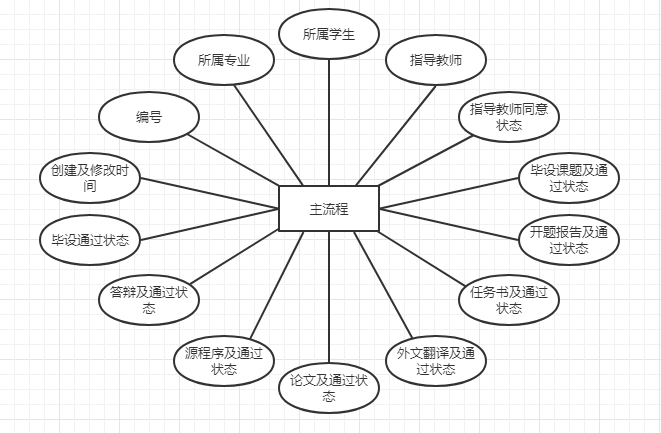 所属学生
所属专业
指导教师
编号
指导教师同意
状态
创建及修改时
间
毕设课题及通
过状态
主流程
毕设通过状态
开题报告及通
过状态
答辩及通过状
态
任务书及通过
状态
源程序及通过
状态
外文翻译及通
过状态
论文及通过状
态